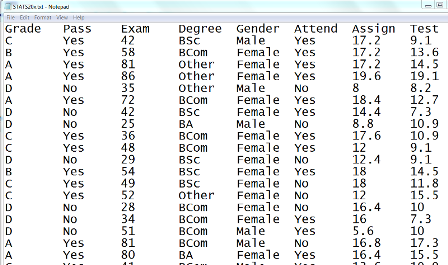 STATS20x.txt - Notepad
File Edit Format View Help
Grade Pass Exam Degree Gender Attend Assign Test
C Yes 42 BSc Male Yes 17.2 9.1
B Yes 58 BCom Female Yes 17.2 13.6
A Yes 81 Other Female Yes 17.2 14.5
A Yes 86 Other Female Yes 19.6 19.1
D No 35 Other Male No 8 8.2
A Yes 72 BCom Female Yes 18.4 12.7
D No 42 BSc Female Yes 14.4 7.3
D No 25 BA Male No 8.8 10.9
C Yes 36 BCom Female Yes 17.6 10.9
C Yes 48 BCom Female Yes 12 9.1
D No 29 BSc Female No 12.4 9.1
B Yes 54 BSc Female Yes 18 14.5
C Yes 49 BSc Female No 18 11.8
C Yes 52 Other Female No 12 15.5
D No 28 BCom Male No 16.4 10
D No 34 BCom Female Yes 16 7.3
D No 51 BCom Male Yes 5.6 10
A Yes 81 BCom Male No 16.8 17.3
A Yes 80 BA Female Yes 16.4 15.5